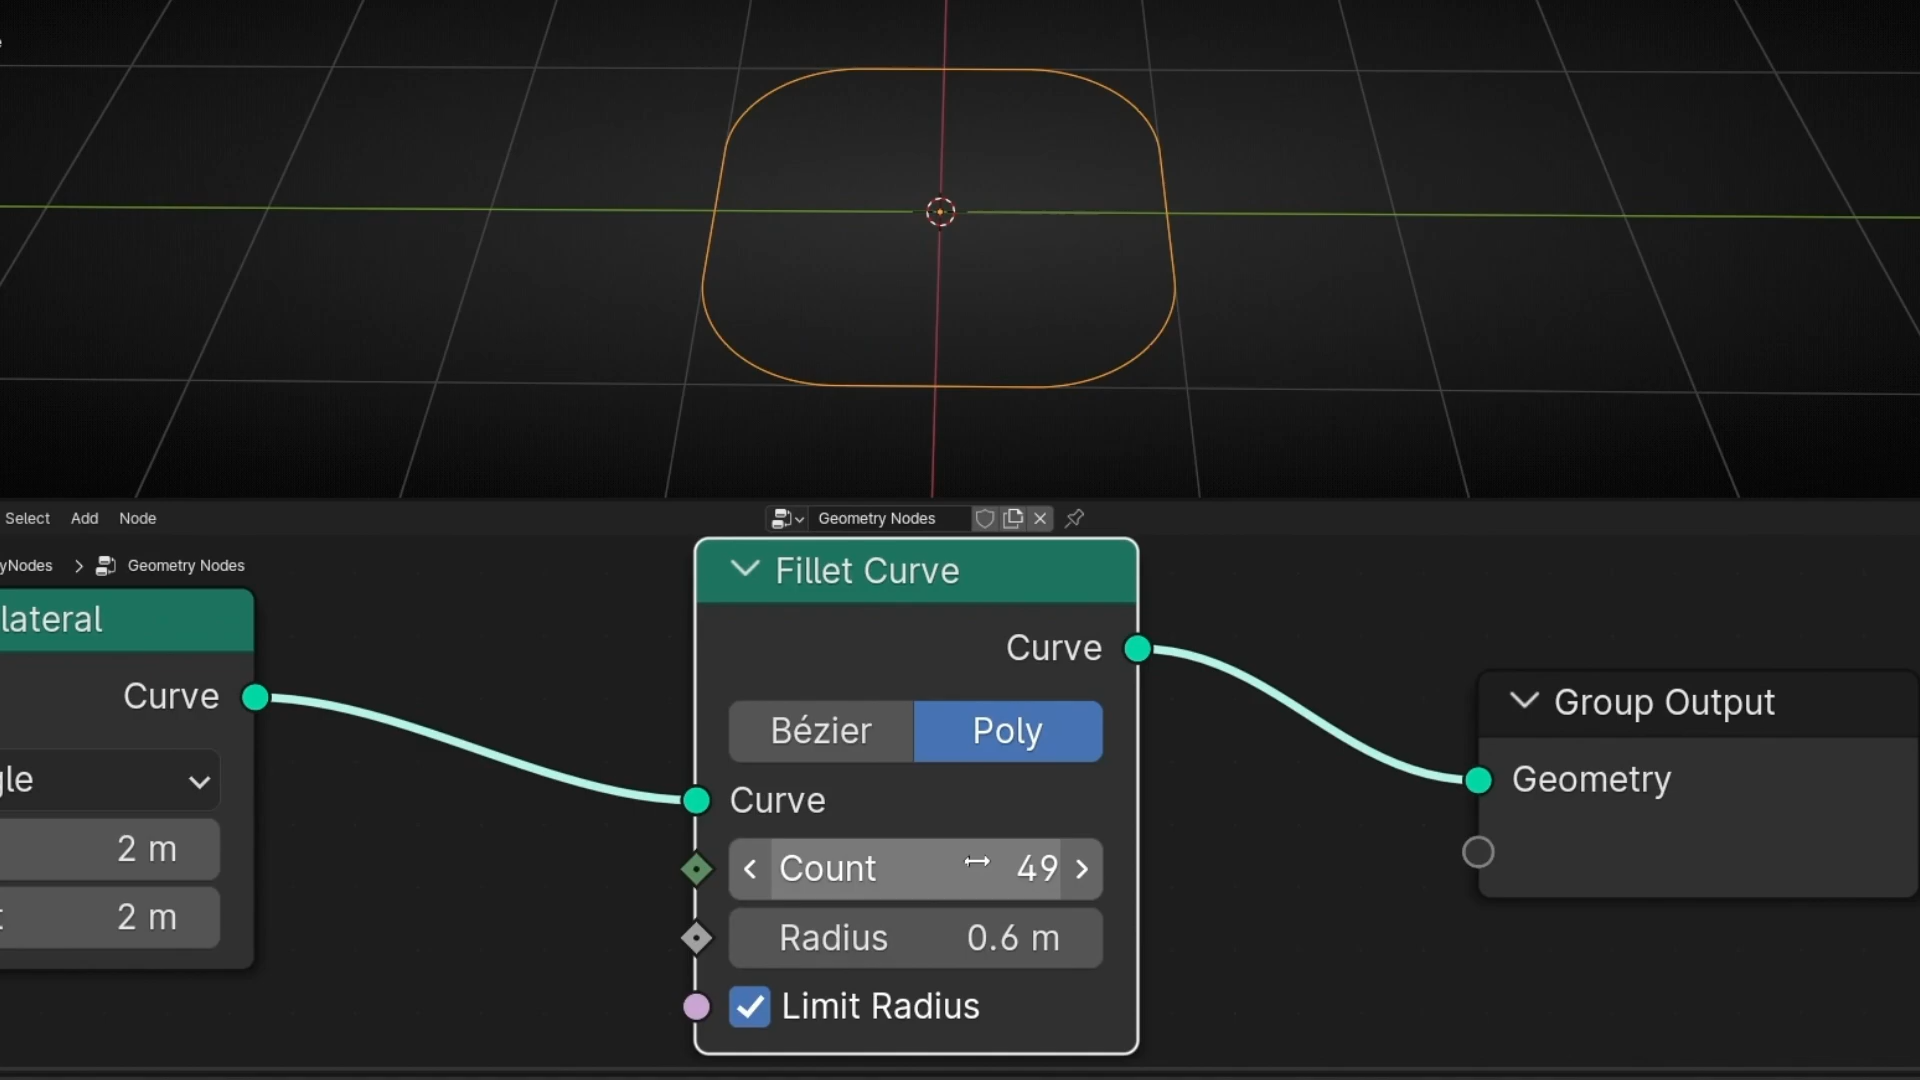 Select Add Node
Geometry Nodes
yNodes > Geometry Nodes
Fillet Curve
lateral
Curve
Curve
Group Output
Bézier Poly
Geometry
gle
Curve
2 m
Count 49
2 m
Radius 0.6 m
Limit Radius